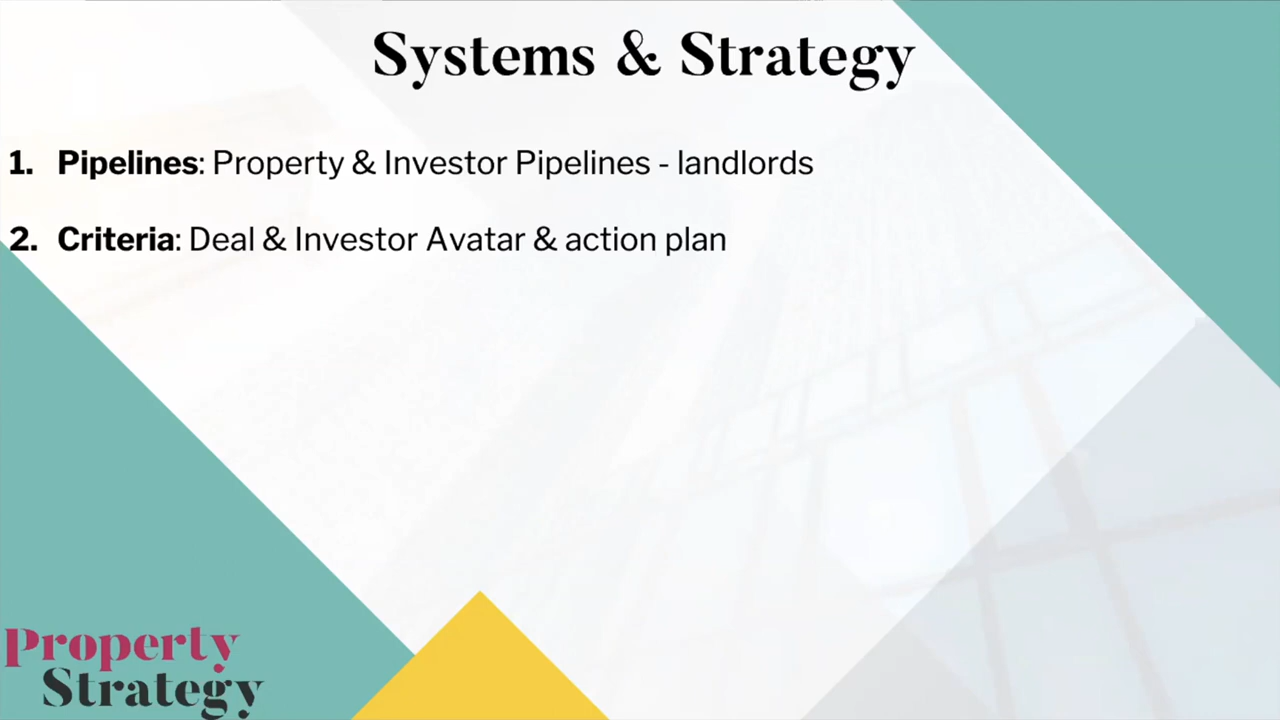 Systems & Strategy
1. Pipelines: Property & Investor Pipelines - landlords
2. Criteria: Deal & Investor Avatar & action plan
Property
Strategy